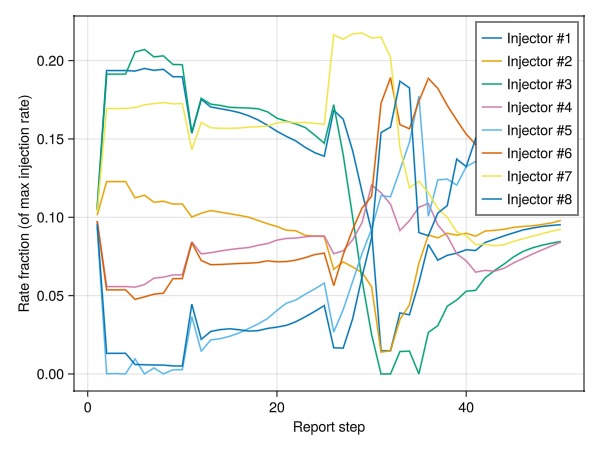 0.20
0.15
0.10
0.05
0.00
Rate fraction (of max injection rate)
0
20
40
Report step
Injector #1
Injector #2
Injector #3
Injector #4
Injector #5
Injector #6
Injector #7
Injector #8